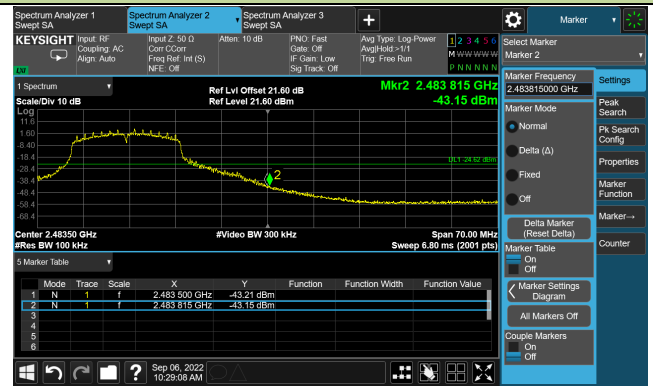 Spectrum Analyzer 1
Swept SA
Spectrum Analyzer 2
Swept SA
Spectrum Analyzer 3
Swept SA
KEYSIGHT
LXI
Input: RF
Coupling: AC
Align: Auto
Input Z: 50 Ω
Corr CCorr
Freq Ref: Int (S)
NFE: Off
Atten: 10 dB
PNO: Fast
Gate: Off
IF Gain: Low
Sig Track: Off
Avg Type: Log-Power
Avg|Hold:>1/1
Trig: Free Run
1 2 3 4 5 6
M W W W W W
P N N N N N
1 Spectrum
Scale/Div 10 dB
Log
Ref Lvl Offset 21.60 dB
Ref Level 21.60 dBm
Mkr2 2.483 815 GHz
-43.15 dBm
11.6
1.60
-8.40
-18.4
-28.4
-38.4
-48.4
-58.4
-68.4
DL1 -24.62 dBm
2
Center 2.48350 GHz
#Res BW 100 kHz
#Video BW 300 kHz
Span 70.00 MHz
Sweep 6.80 ms (2001 pts)
5 Marker Table
Mode Trace Scale X Y Function Function Width Function Value
1 N 1 f 2.483 500 GHz -43.21 dBm
2 N 1 f 2.483 815 GHz -43.15 dBm
3
4
5
6
Sep 06, 2022
10:29:08 AM
Marker
Select Marker
Marker 2
Marker Frequency
2.483815000 GHz
Marker Mode
Normal
Delta (Δ)
Fixed
Off
Delta Marker
(Reset Delta)
Marker Table
On
Off
Marker Settings
Diagram
All Markers Off
Couple Markers
On
Off
Settings
Peak
Search
Pk Search
Config
Properties
Marker
Function
Marker→
Counter